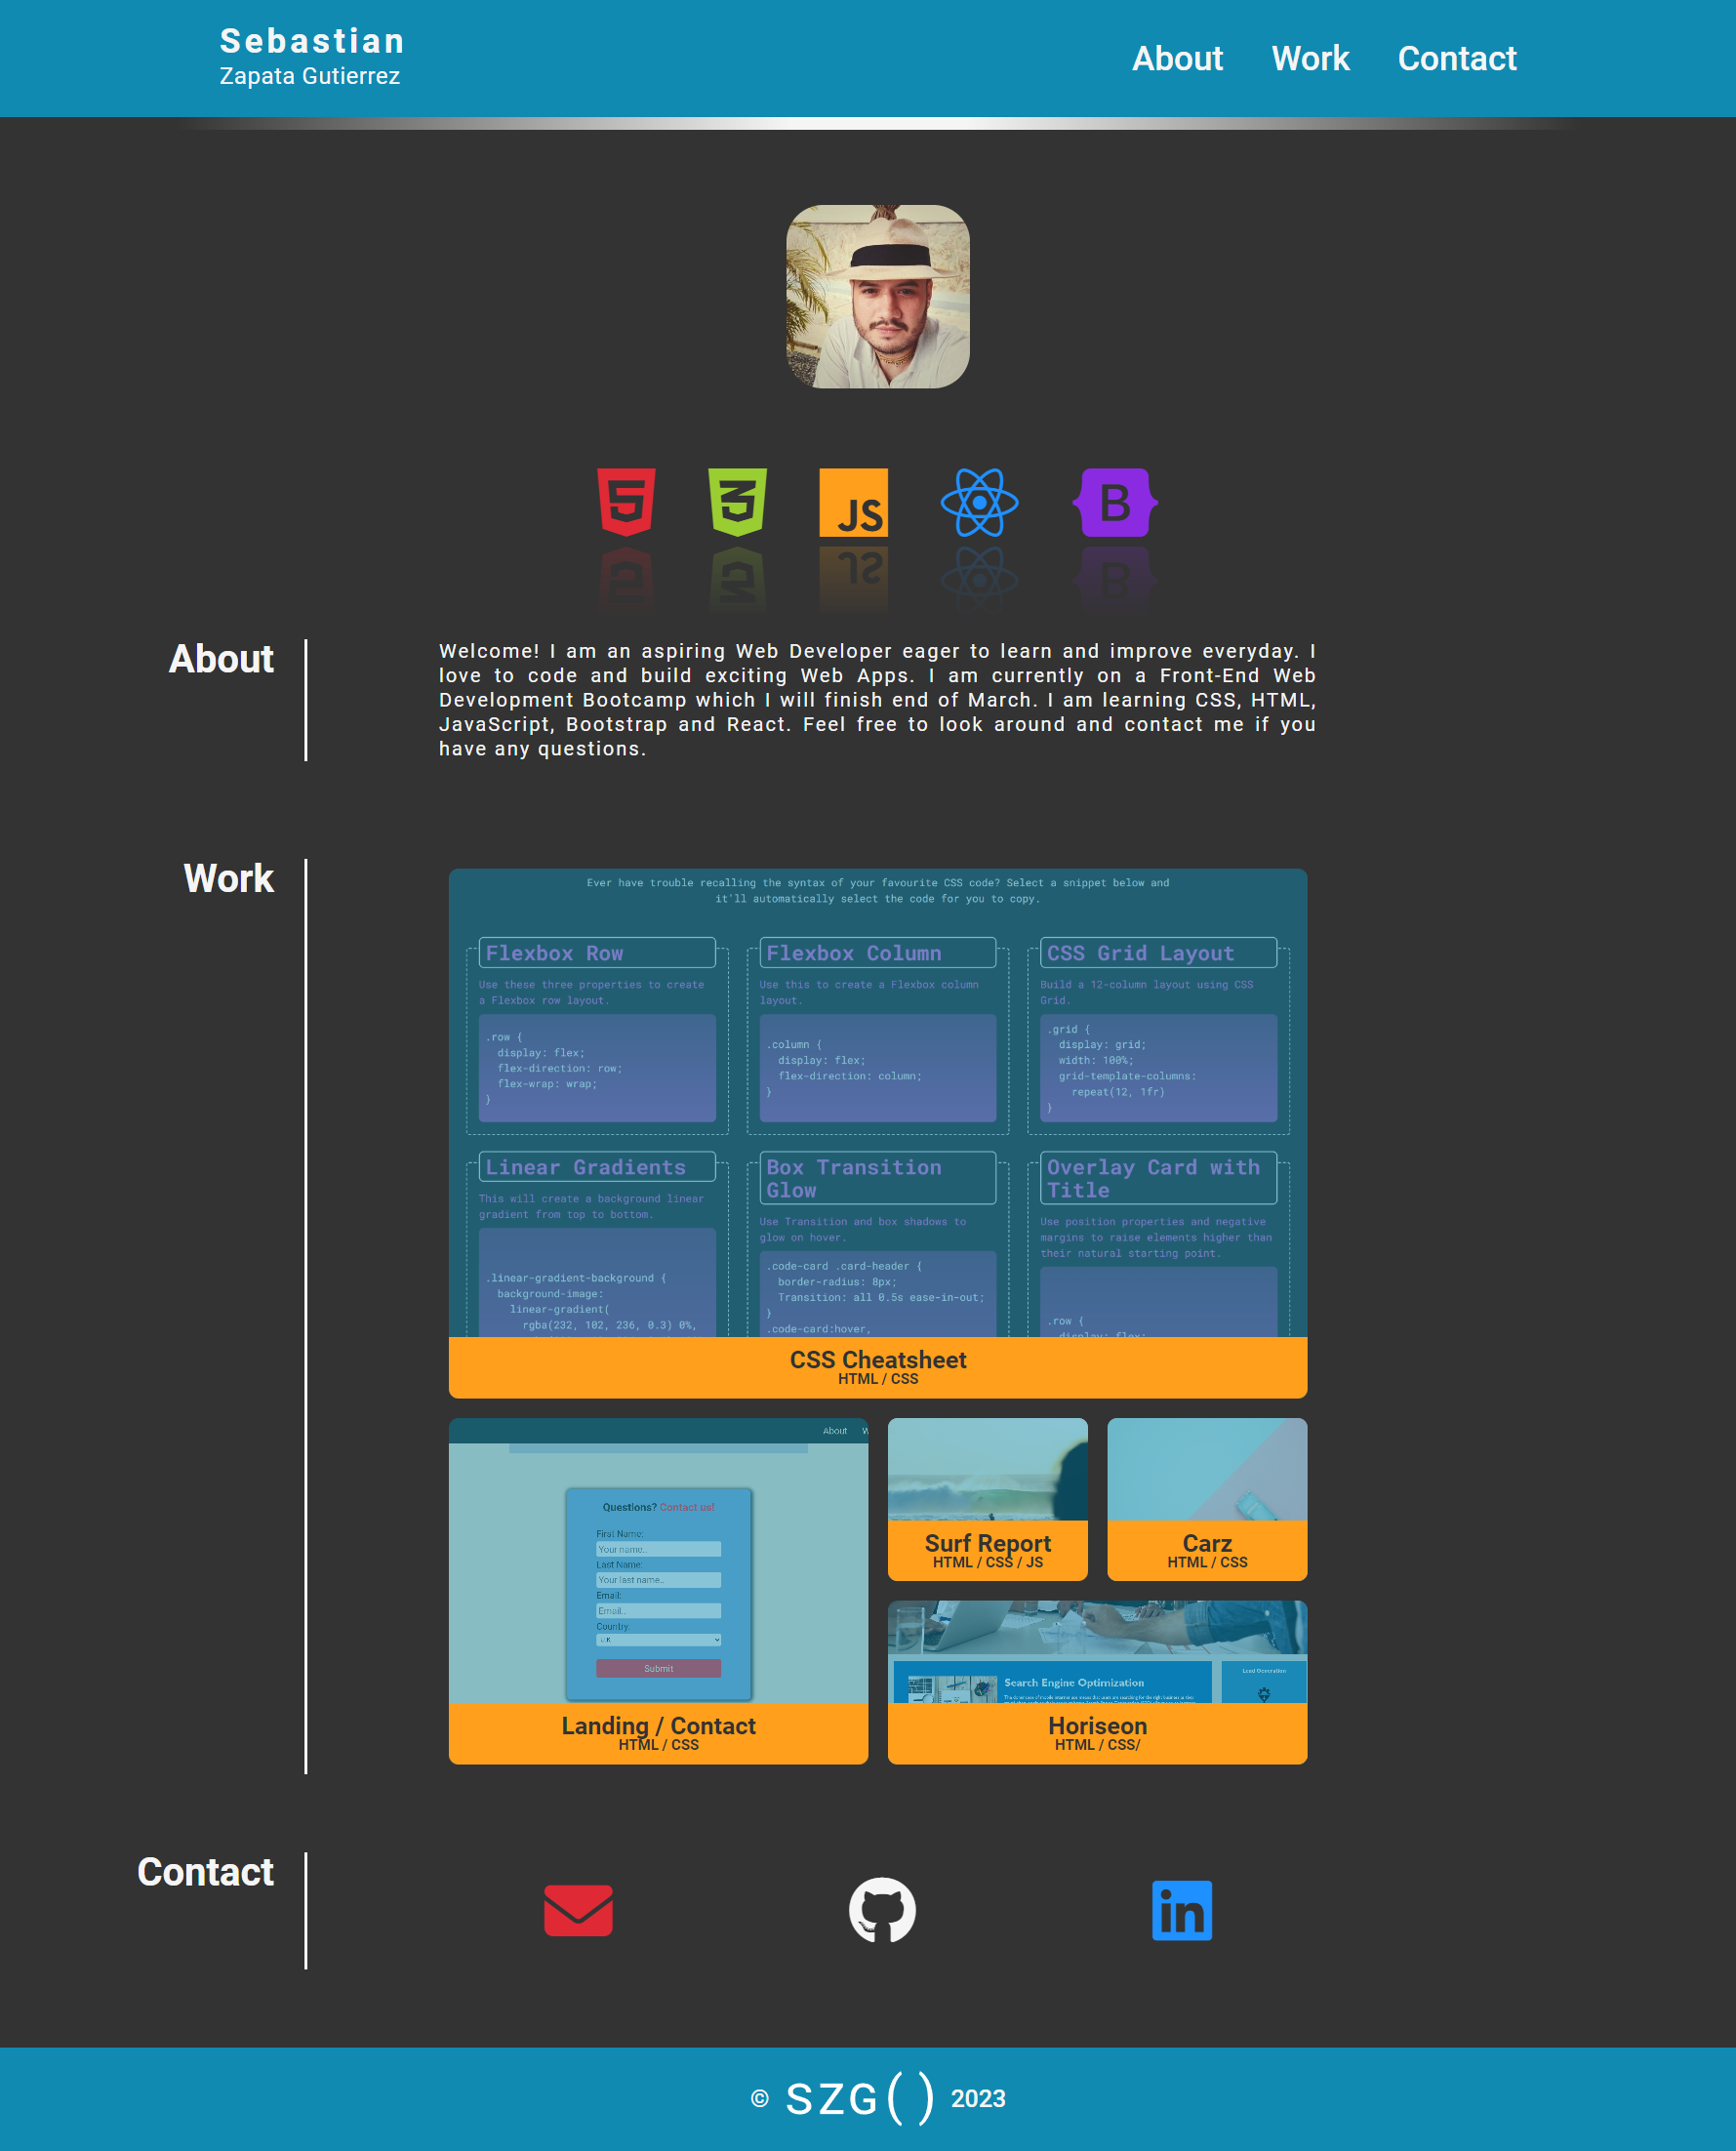 Sebastian
Zapata Gutierrez
About Work Contact
JS
B
About
Welcome! I am an aspiring Web Developer eager to learn and improve everyday. I
love to code and build exciting Web Apps. I am currently on a Front-End Web
Development Bootcamp which I will finish end of March. I am learning CSS, HTML,
JavaScript, Bootstrap and React. Feel free to look around and contact me if you
have any questions.
Work
Ever have trouble recalling the syntax of your favourite CSS code? Select a snippet below and
it'll automatically select the code for you to copy.
Flexbox Row
Use these three properties to create
a Flexbox row layout.
.row {
display: flex;
flex-direction: row;
flex-wrap: wrap;
}
Flexbox Column
Use this to create a Flexbox column
layout.
.column {
display: flex;
flex-direction: column;
}
CSS Grid Layout
Build a 12-column layout using CSS
Grid.
.grid {
display: grid;
width: 100%;
grid-template-columns:
repeat(12, 1fr)
}
Linear Gradients
This will create a background linear
gradient from top to bottom.
.linear-gradient-background {
background-image:
linear-gradient(
rgba(232, 102, 236, 0.3) 0%,
Box Transition
Glow
Use Transition and box shadows to
glow on hover.
.code-card .card-header {
border-radius: 8px;
Transition: all 0.5s ease-in-out;
}
.code-card:hover,
Overlay Card with
Title
Use position properties and negative
margins to raise elements higher than
their natural starting point.
.row {
display: flex;
CSS Cheatsheet
HTML / CSS
About
Questions? Contact us!
First Name:
Your name..
Last Name:
Your last name..
Email:
Email..
Country:
Submit
Landing / Contact
HTML / CSS
Surf Report
HTML / CSS / JS
Carz
HTML / CSS
Search Engine Optimization
Lead Generation
Horiseon
HTML / CSS/
Contact
in
© SZG() 2023